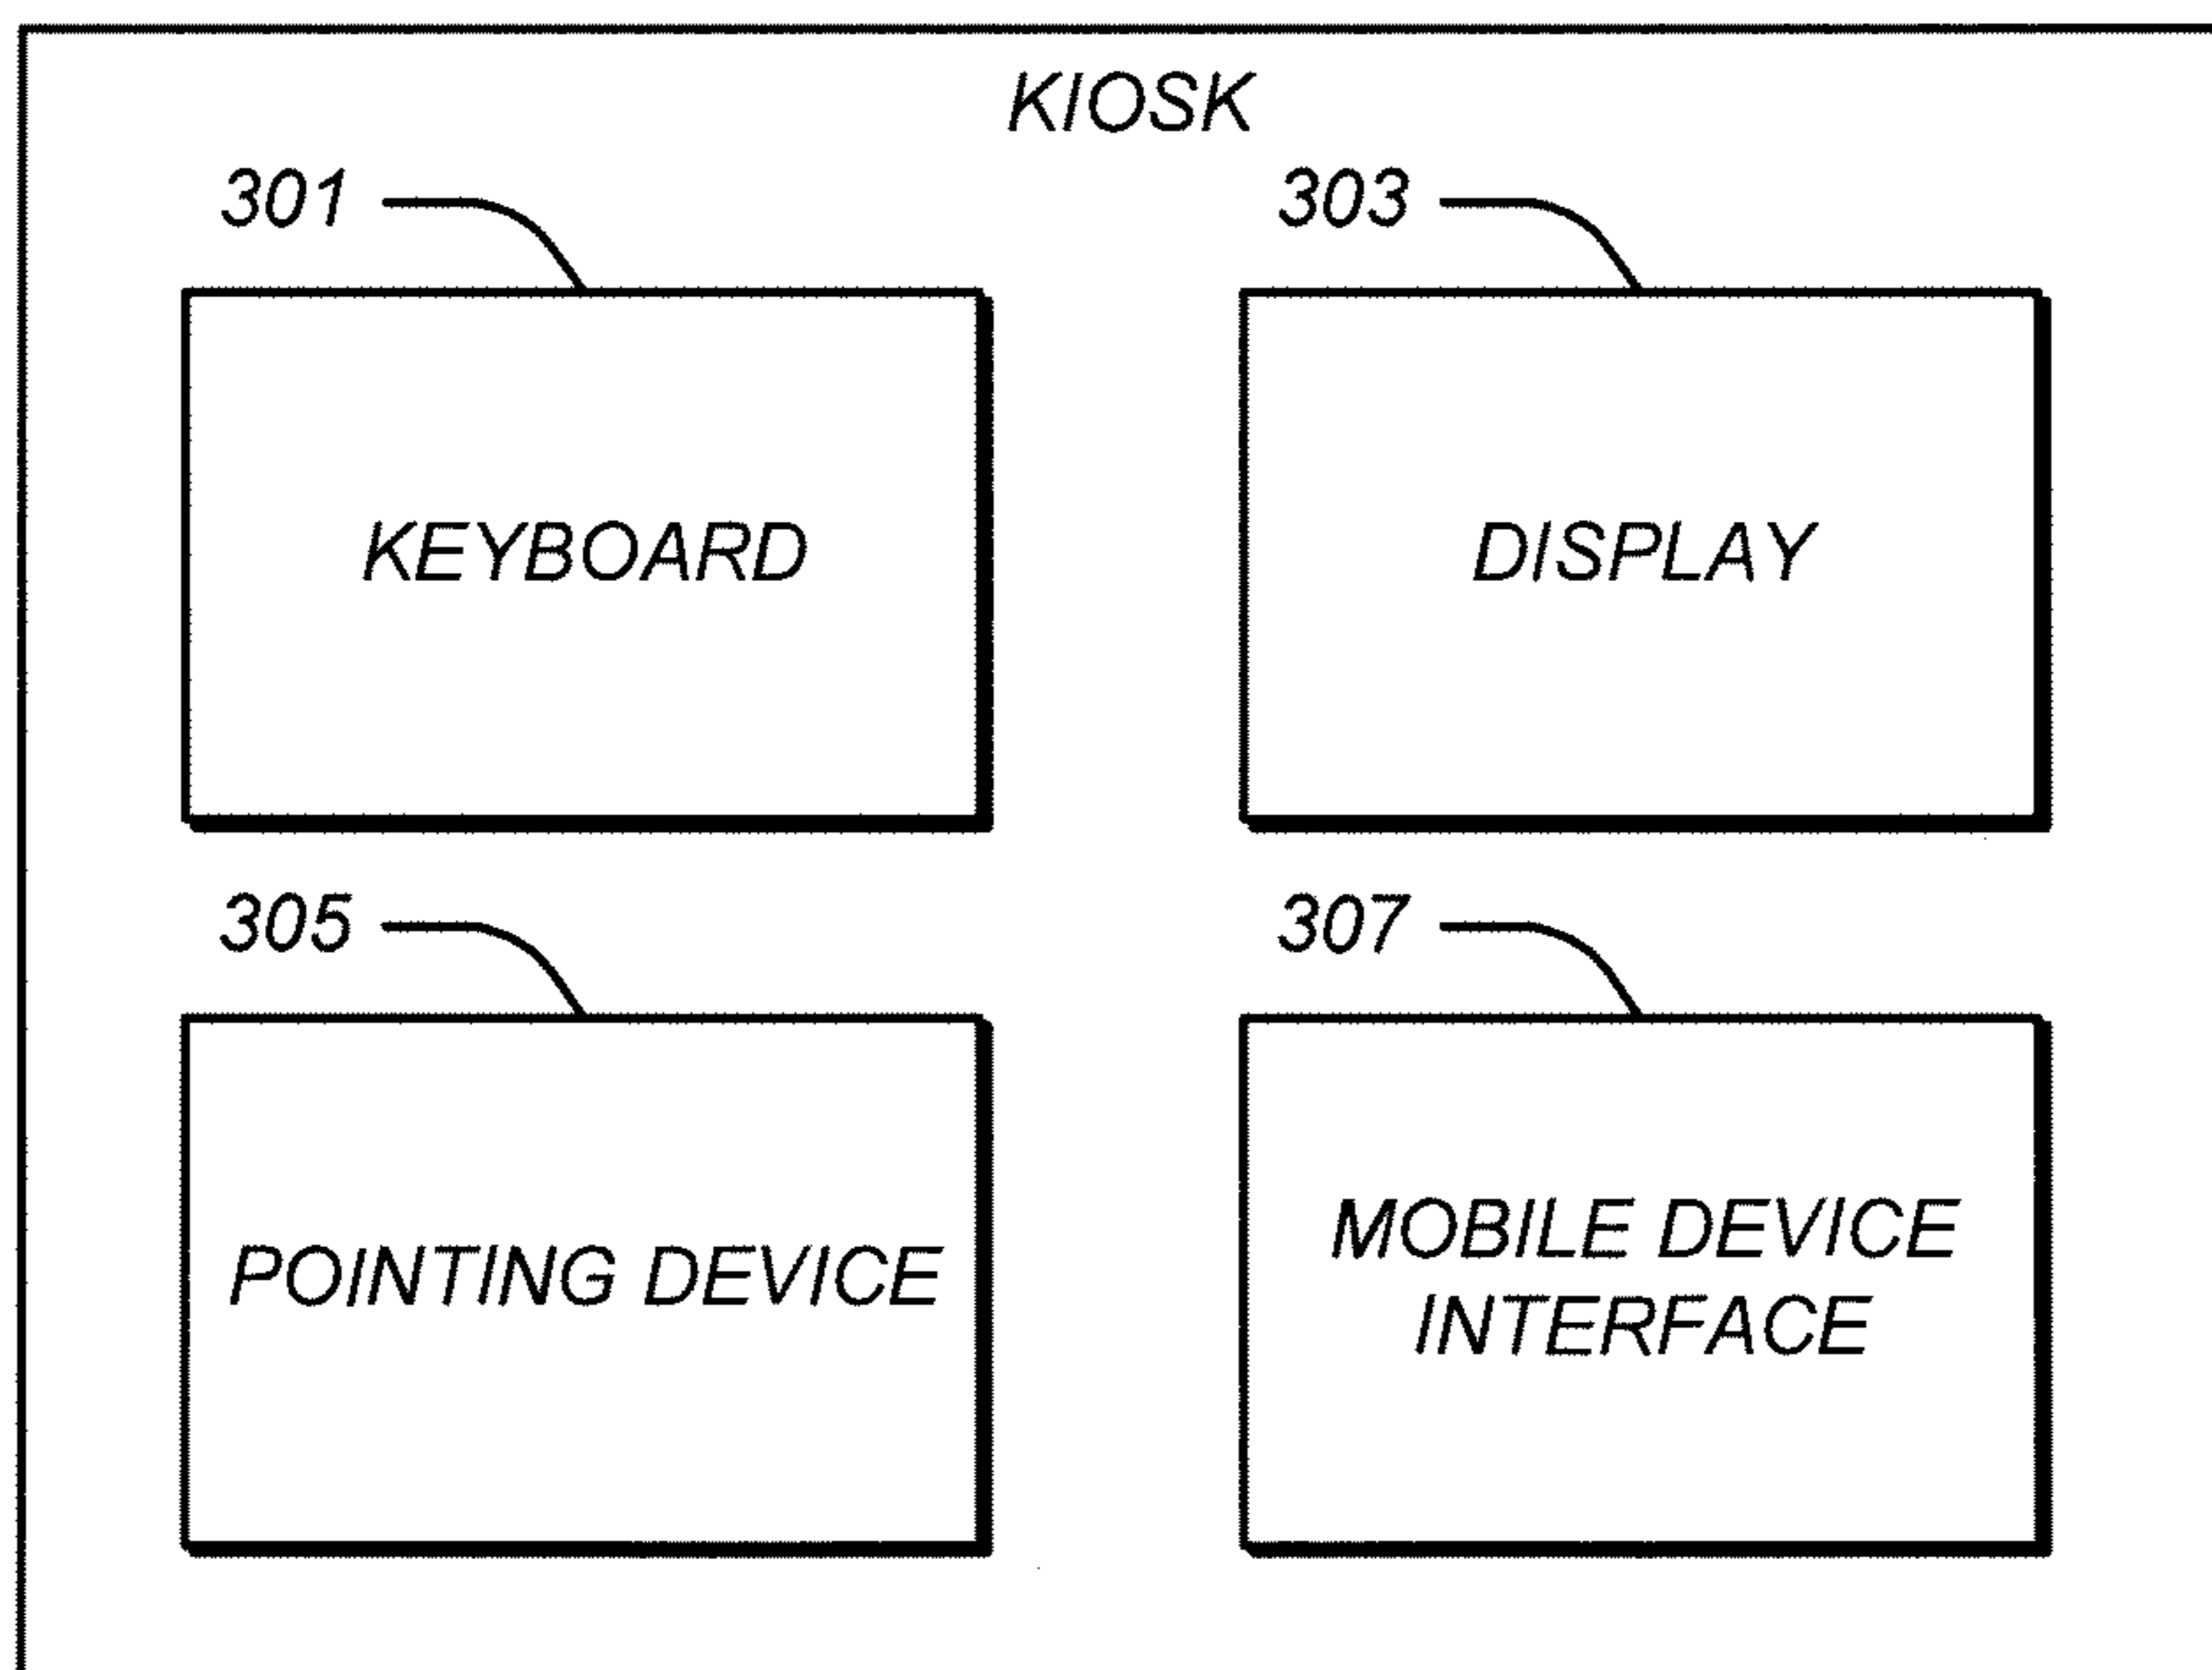 KIOSK
301
303
KEYBOARD
DISPLAY
305
307
POINTING DEVICE
MOBILE DEVICE
INTERFACE